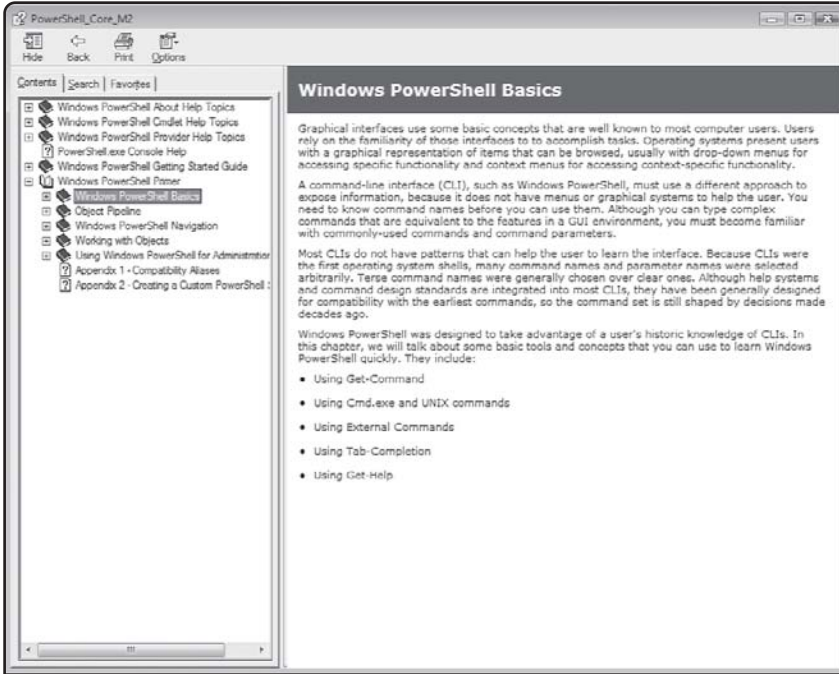 PowerShell_Core_M2
Hide Back Print Options
Contents Search Favorites
Windows PowerShell About Help Topics
Windows PowerShell Cmdlet Help Topics
Windows PowerShell Provider Help Topics
PowerShell.exe Console Help
Windows PowerShell Getting Started Guide
Windows PowerShell Primer
Windows PowerShell Basics
Object Pipeline
Windows PowerShell Navigation
Working with Objects
Using Windows PowerShell for Administration
Appendix 1 - Compatibility Aliases
Appendix 2 - Creating a Custom PowerShell
Windows PowerShell Basics
Graphical interfaces use some basic concepts that are well known to most computer users. Users
rely on the familiarity of those interfaces to to accomplish tasks. Operating systems present users
with a graphical representation of items that can be browsed, usually with drop-down menus for
accessing specific functionality and context menus for accessing context-specific functionality.
A command-line interface (CLI), such as Windows PowerShell, must use a different approach to
expose information, because it does not have menus or graphical systems to help the user. You
need to know command names before you can use them. Although you can type complex
commands that are equivalent to the features in a GUI environment, you must become familiar
with commonly-used commands and command parameters.
Most CLIs do not have patterns that can help the user to learn the interface. Because CLIs were
the first operating system shells, many command names and parameter names were selected
arbitrarily. Terse command names were generally chosen over clear ones. Although help systems
and command design standards are integrated into most CLIs, they have been generally designed
for compatibility with the earliest commands, so the command set is still shaped by decisions made
decades ago.
Windows PowerShell was designed to take advantage of a user's historic knowledge of CLIs. In
this chapter, we will talk about some basic tools and concepts that you can use to learn Windows
PowerShell quickly. They include:
• Using Get-Command
• Using Cmd.exe and UNIX commands
• Using External Commands
• Using Tab-Completion
• Using Get-Help